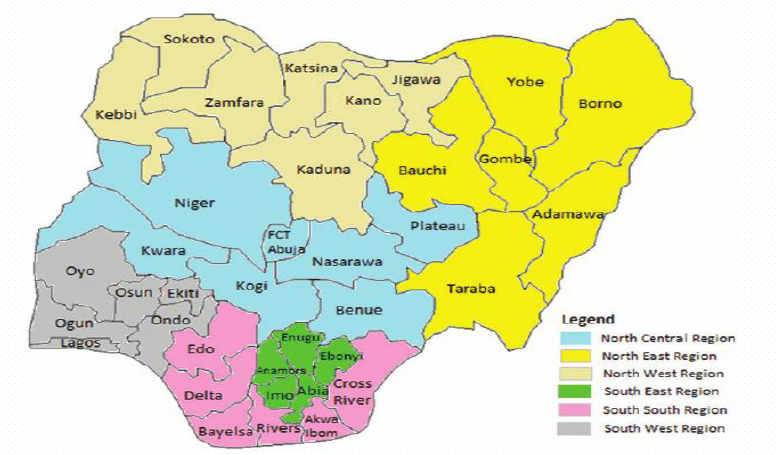 Sokoto
Katsina
Jigawa
Yobe
Borno
Kebbi
Zamfara
Kano
Kaduna
Bauchi
Gombe
Niger
Plateau
Adamawa
FCT
Abuja
Kwara
Nasarawa
Oyo
Kogi
Taraba
Osun
Ekiti
Benue
Ogun
Ondo
Lagos
Edo
Enugu
Ebonyi
Anamora
Delta
Imo
Abia
Cross
River
Bayelsa
Rivers
Akwa
Ibom
Legend
North Central Region
North East Region
North West Region
South East Region
South South Region
South West Region